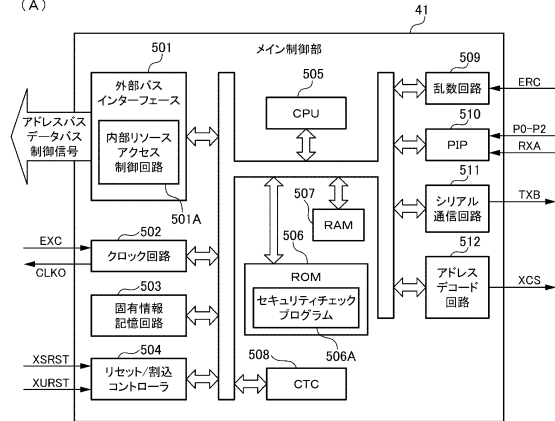 (A)
41
メイン制御部
501
外部バス
インターフェース
内部リソース
アクセス
制御回路
501A
アドレスバス
データバス
制御信号
EXC
CLKO
502
クロック回路
503
固有情報
記憶回路
XSRST
XURST
504
リセット/割込
コントローラ
505
CPU
507
RAM
506
ROM
セキュリティチェック
プログラム
506A
508
CTC
509
乱数回路
ERC
510
PIP
P0-P2
RXA
511
シリアル
通信回路
TXB
512
アドレス
デコード
回路
XCS